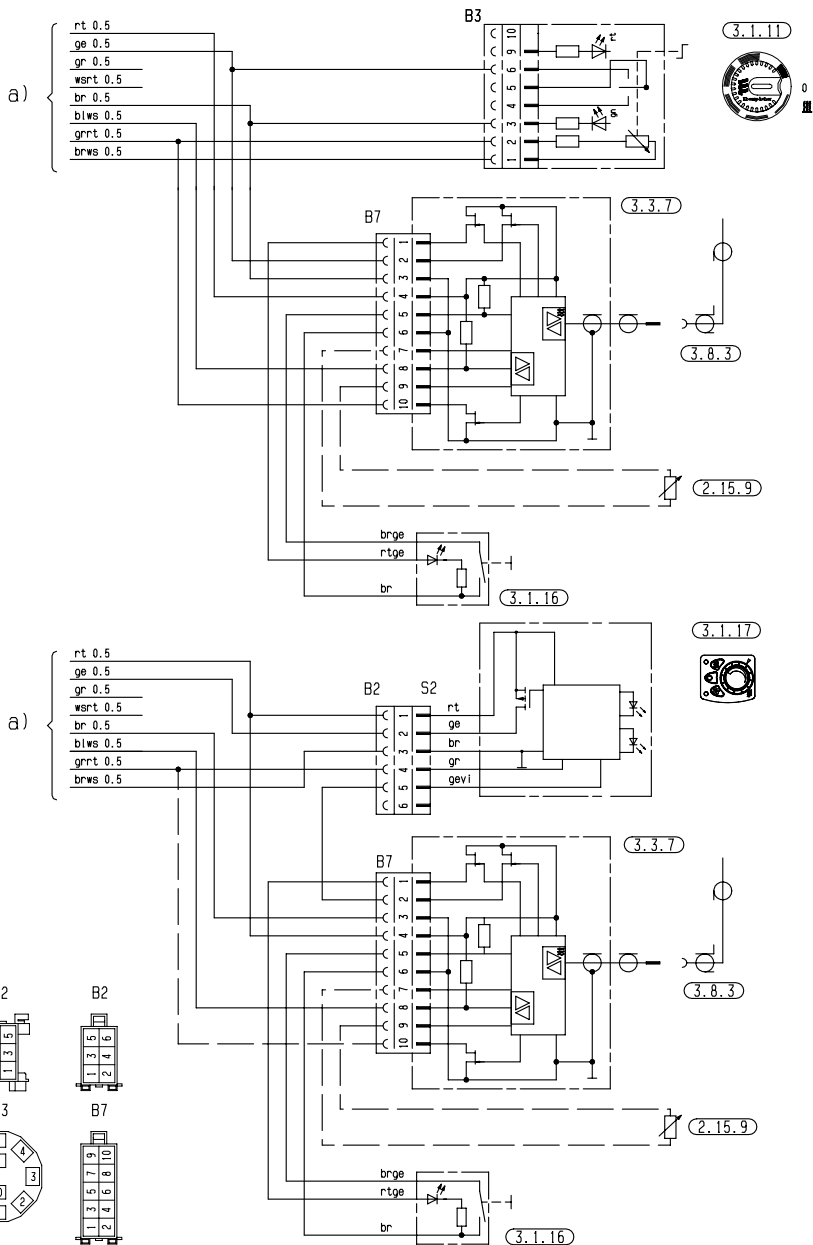 B3
3.1.11
a)
rt 0.5
ge 0.5
gr 0.5
wsrt 0.5
br 0.5
blws 0.5
grrt 0.5
brws 0.5
10
9
6
5
4
3
2
1
rt
gn
0
B7
3.3.7
1
2
3
4
5
6
7
8
9
10
3.8.3
2.15.9
brge
rtge
br
3.1.16
3.1.17
a)
rt 0.5
ge 0.5
gr 0.5
wsrt 0.5
br 0.5
blws 0.5
grrt 0.5
brws 0.5
B2
S2
1
2
3
4
5
6
rt
ge
br
gr
gevi
B7
3.3.7
1
2
3
4
5
6
7
8
9
10
3.8.3
2.15.9
brge
rtge
br
3.1.16
2
5
3
1
B2
5 6
3 4
1 2
3
4
3
2
B7
9 10
7 8
5 6
3 4
1 2